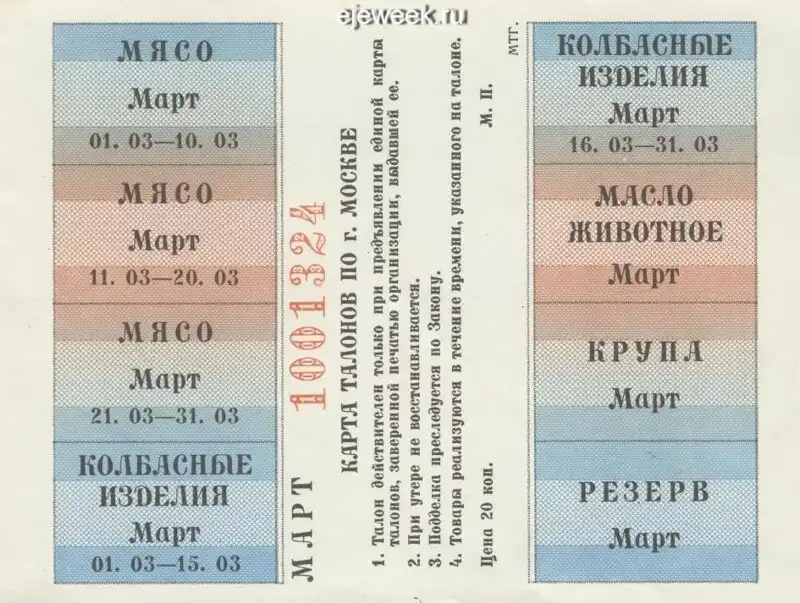 ejeweek.ru
МЯСО
Март
01. 03—10. 03
МЯСО
Март
11. 03—20. 03
МЯСО
Март
21. 03—31. 03
КОЛБАСНЫЕ
ИЗДЕЛИЯ
Март
01. 03—15. 03
МАРТ
1001324
КАРТА ТАЛОНОВ ПО г. МОСКВЕ
1. Талон действителен только при предъявлении единой карты
талонов, заверенной печатью организации, выдавшей ее.
2. При утере не восстанавливается.
3. Подделка преследуется по Закону.
4. Товары реализуются в течение времени, указанного на талоне.
Цена 20 коп.
М. П.
МТГ.
КОЛБАСНЫЕ
ИЗДЕЛИЯ
Март
16. 03—31. 03
МАСЛО
ЖИВОТНОЕ
Март
КРУПА
Март
РЕЗЕРВ
Март